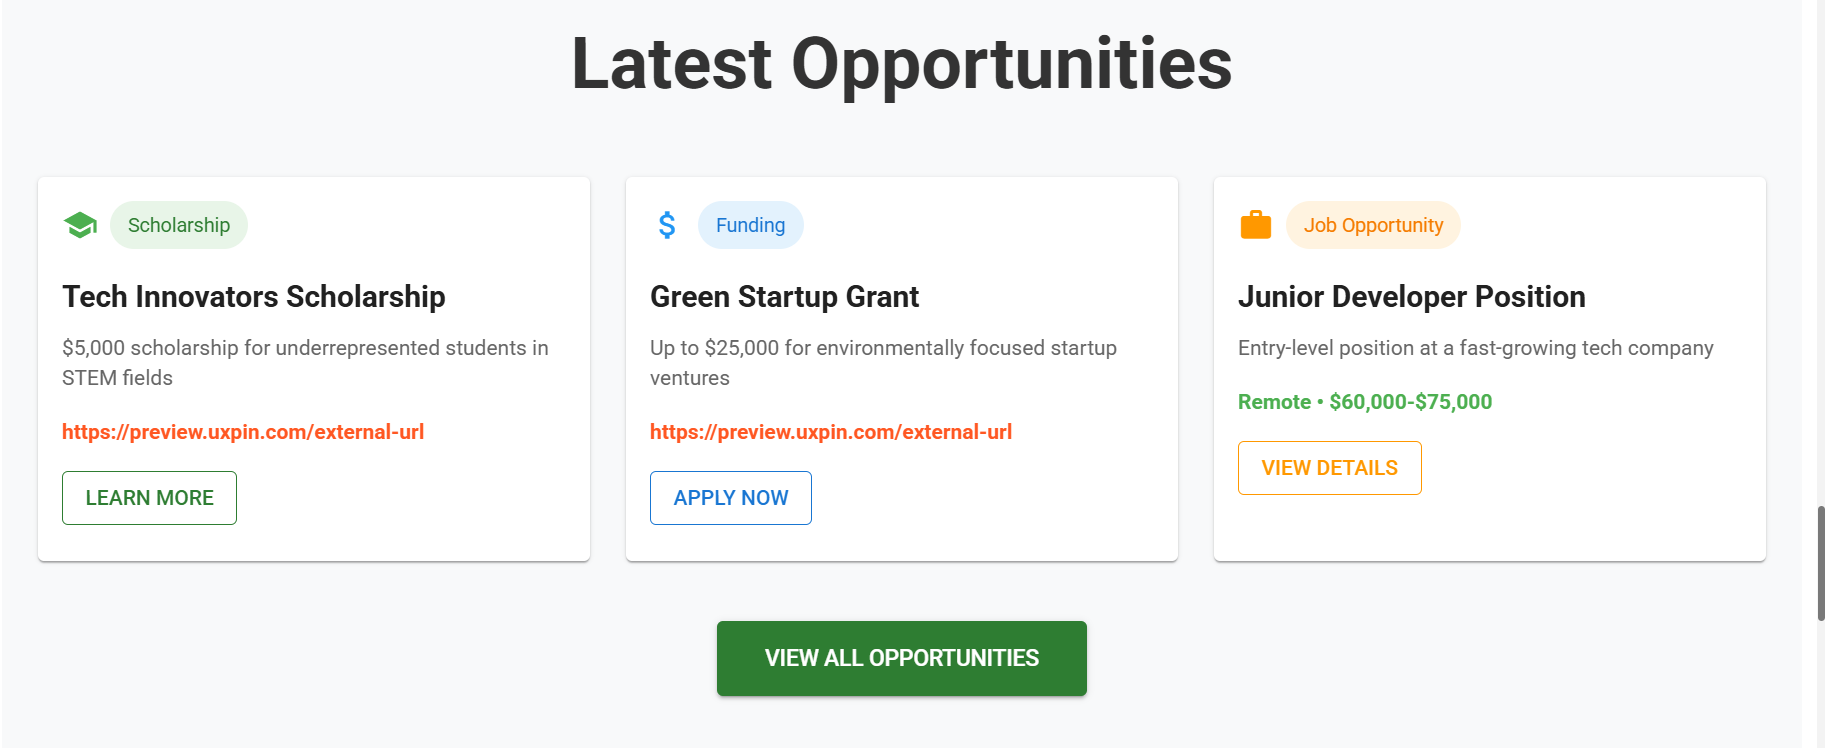 Latest Opportunities
Scholarship
Tech Innovators Scholarship
$5,000 scholarship for underrepresented students in
STEM fields
https://preview.uxpin.com/external-url
LEARN MORE
Funding
Green Startup Grant
Up to $25,000 for environmentally focused startup
ventures
https://preview.uxpin.com/external-url
APPLY NOW
Job Opportunity
Junior Developer Position
Entry-level position at a fast-growing tech company
Remote • $60,000-$75,000
VIEW DETAILS
VIEW ALL OPPORTUNITIES